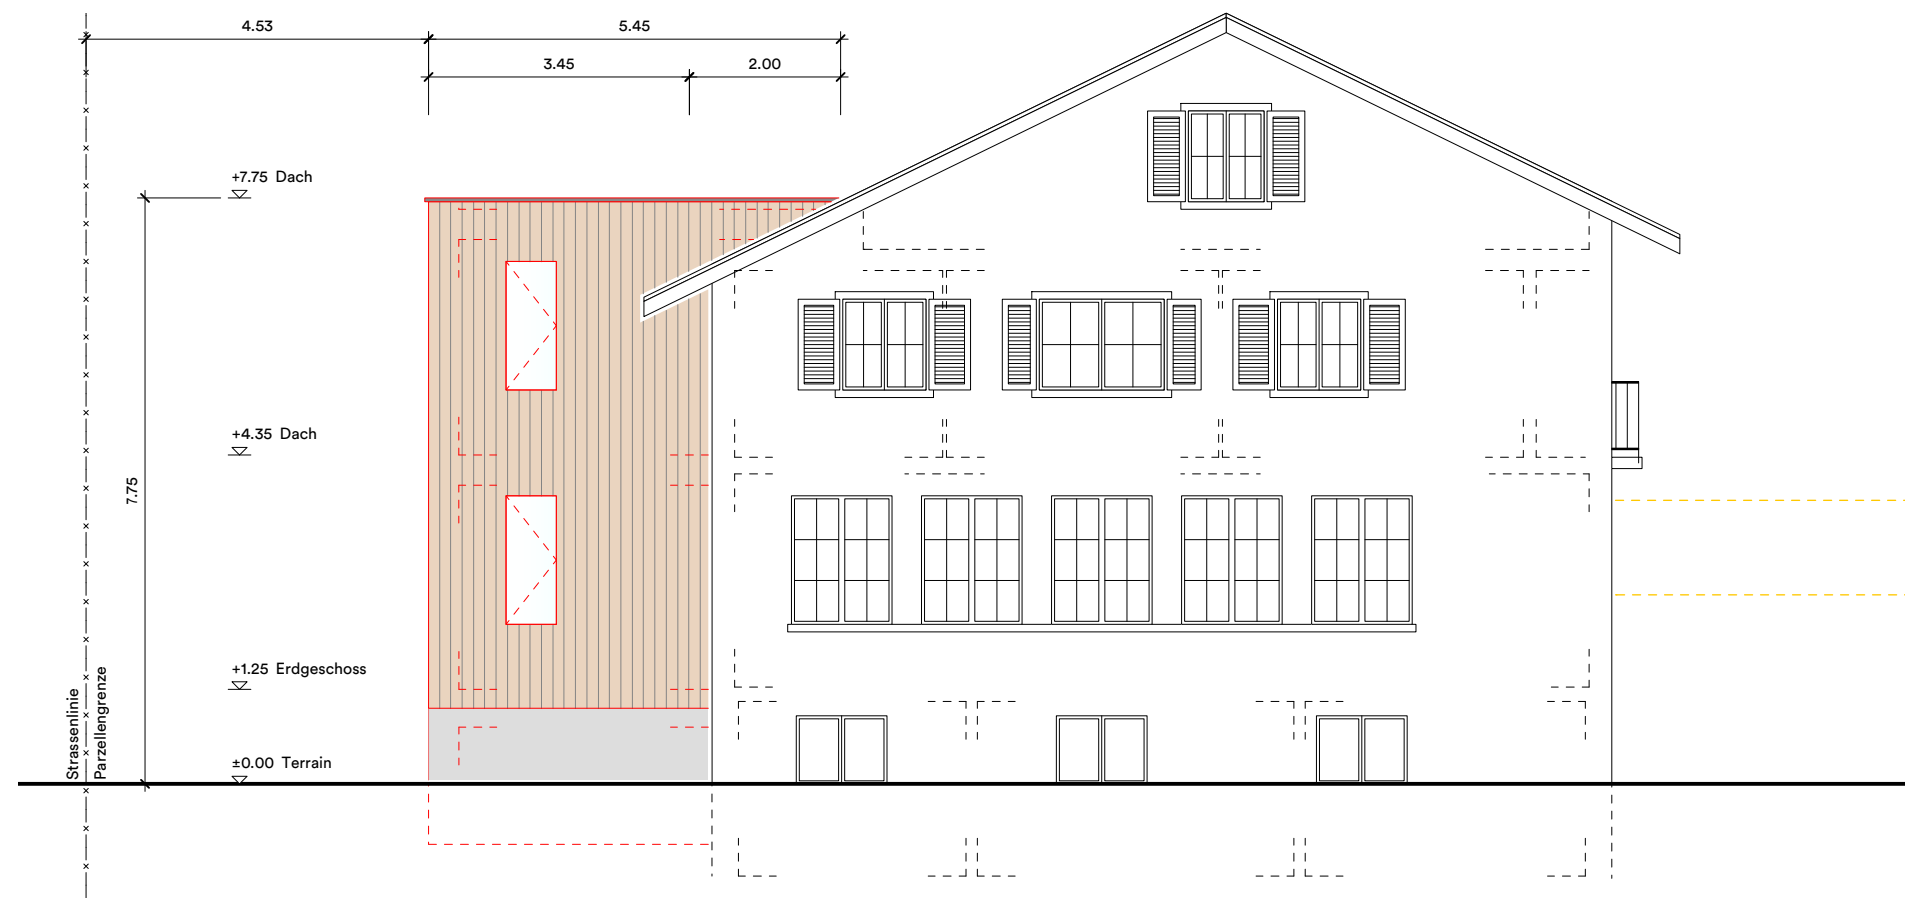 4.53
5.45
3.45
2.00
+7.75 Dach
+4.35 Dach
7.75
+1.25 Erdgeschoss
Strassenlinie
Parzellengrenze
±0.00 Terrain